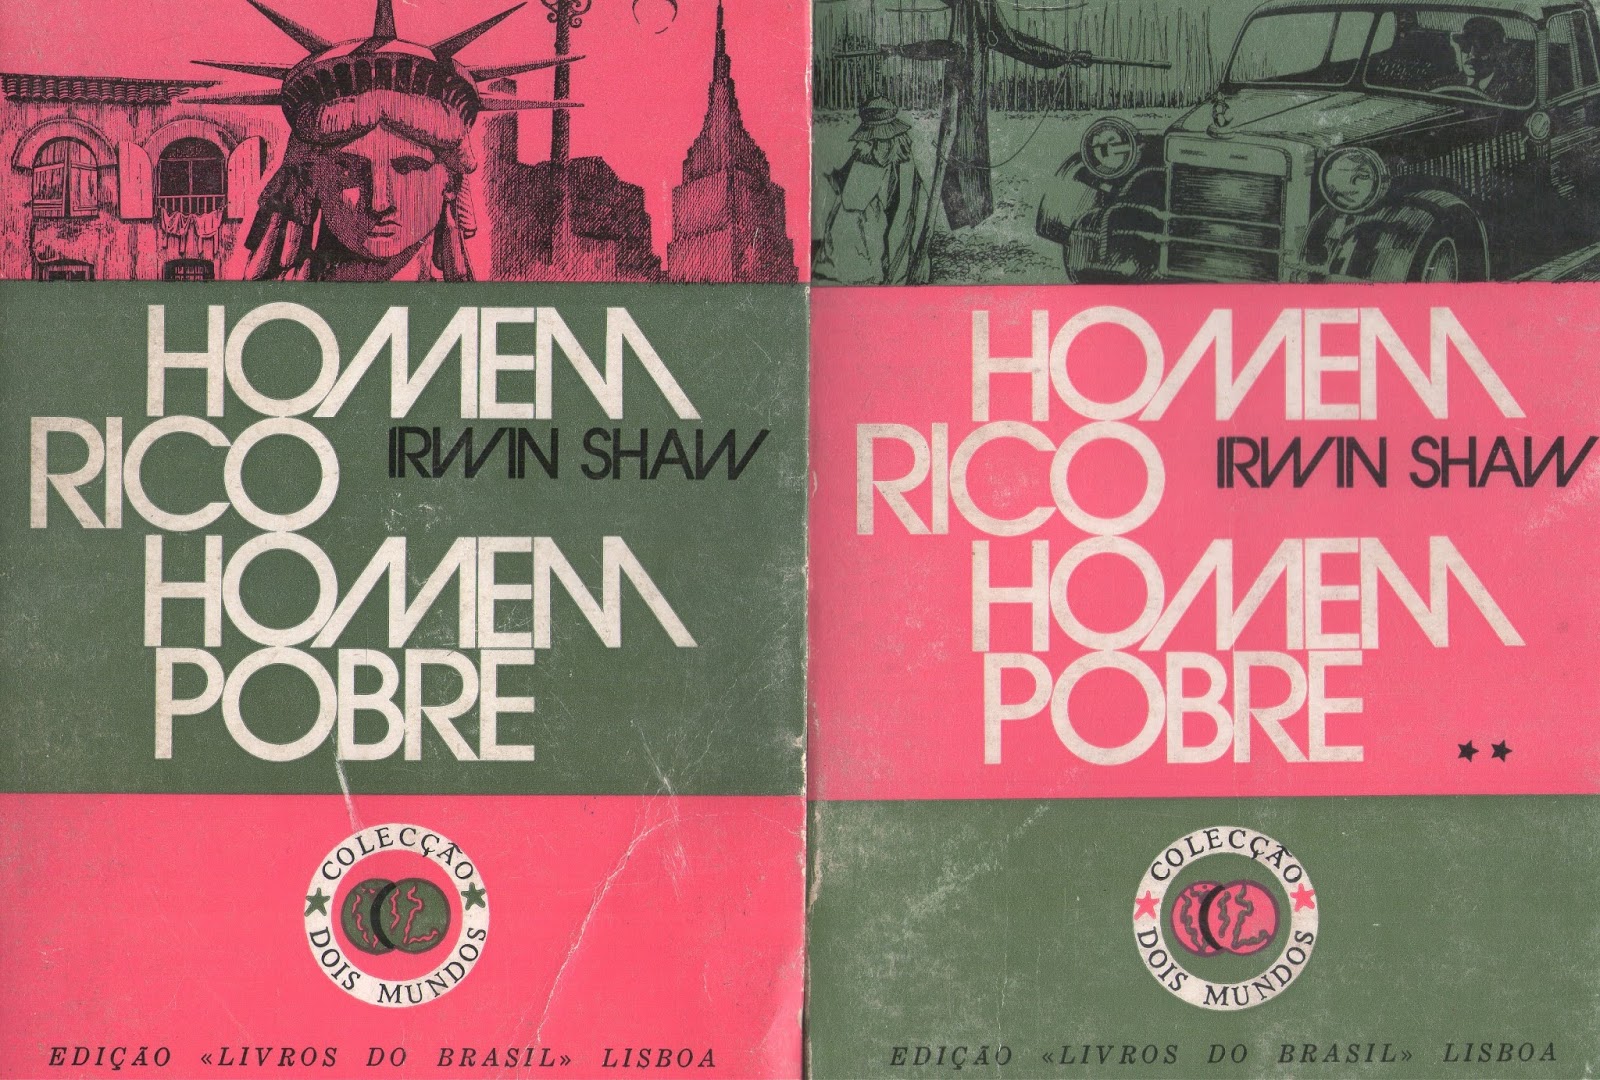 HOMEM
RICO
IRWIN SHAW
HOMEM
POBRE
COLECÇÃO
DOIS MUNDOS
EDIÇÃO «LIVROS DO BRASIL» LISBOA
HOMEM
RICO
IRWIN SHAW
HOMEM
POBRE
COLECÇÃO
DOIS MUNDOS
EDIÇÃO «LIVROS DO BRASIL» LISBOA